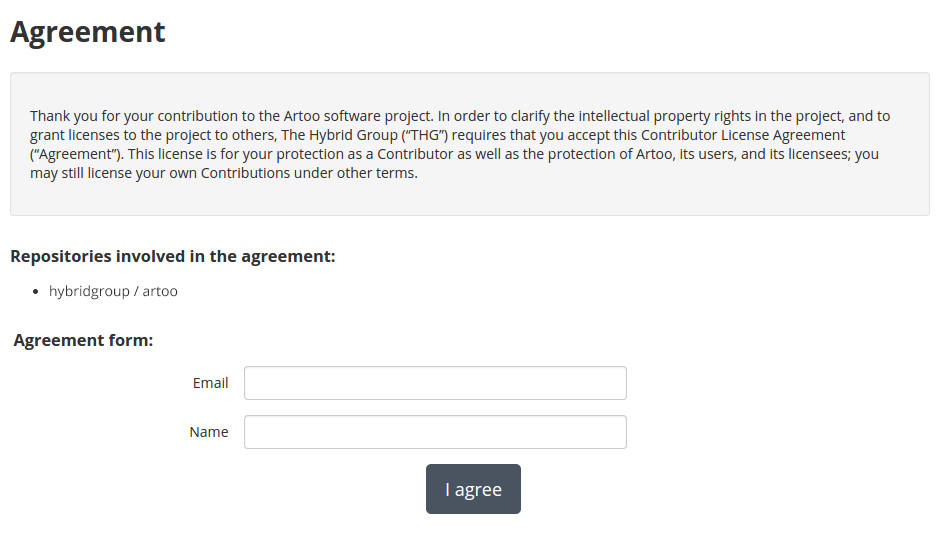 Agreement
Thank you for your contribution to the Artoo software project. In order to clarify the intellectual property rights in the project, and to
grant licenses to the project to others, The Hybrid Group (“THG”) requires that you accept this Contributor License Agreement
(“Agreement”). This license is for your protection as a Contributor as well as the protection of Artoo, its users, and its licensees; you
may still license your own Contributions under other terms.
Repositories involved in the agreement:
• hybridgroup / artoo
Agreement form:
Email
Name
I agree